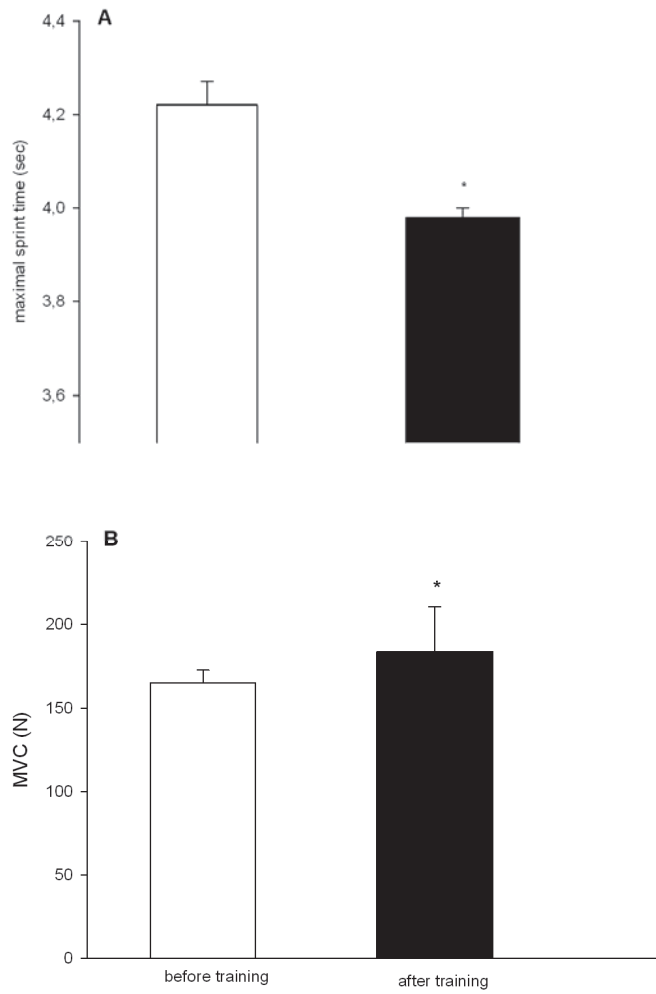 A
4,4
4,2
4,0
3,8
3,6
maximal sprint time (sec)
*
B
250
200
150
100
50
0
MVC (N)
*
before training
after training